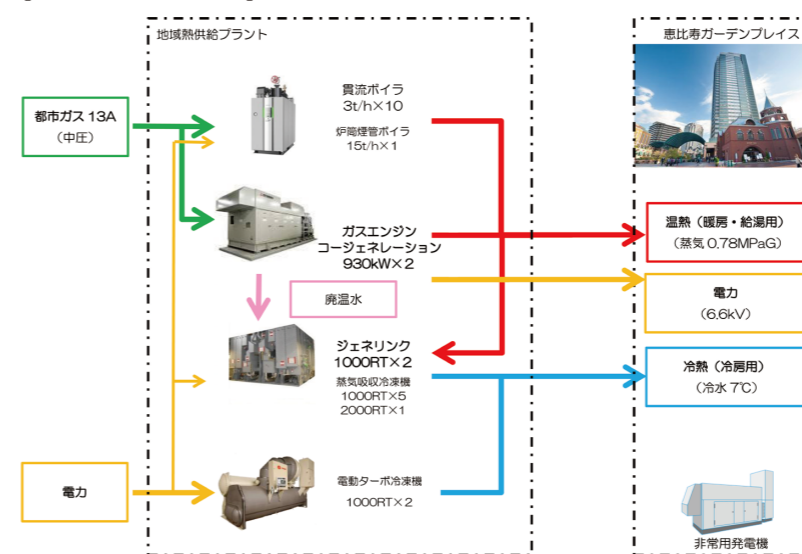 地域熱供給プラント
恵比寿ガーデンプレイス
都市ガス 13A
（中圧）
貫流ボイラ
3t/h×10
炉筒煙管ボイラ
15t/h×1
ガスエンジン
コージェネレーション
930kW×2
廃温水
ジェネリンク
1000RT×2
蒸気吸収冷凍機
1000RT×5
2000RT×1
電力
電動ターボ冷凍機
1000RT×2
温熱（暖房・給湯用）
（蒸気 0.78MPaG）
電力
（6.6kV）
冷熱（冷房用）
（冷水 7℃）
非常用発電機